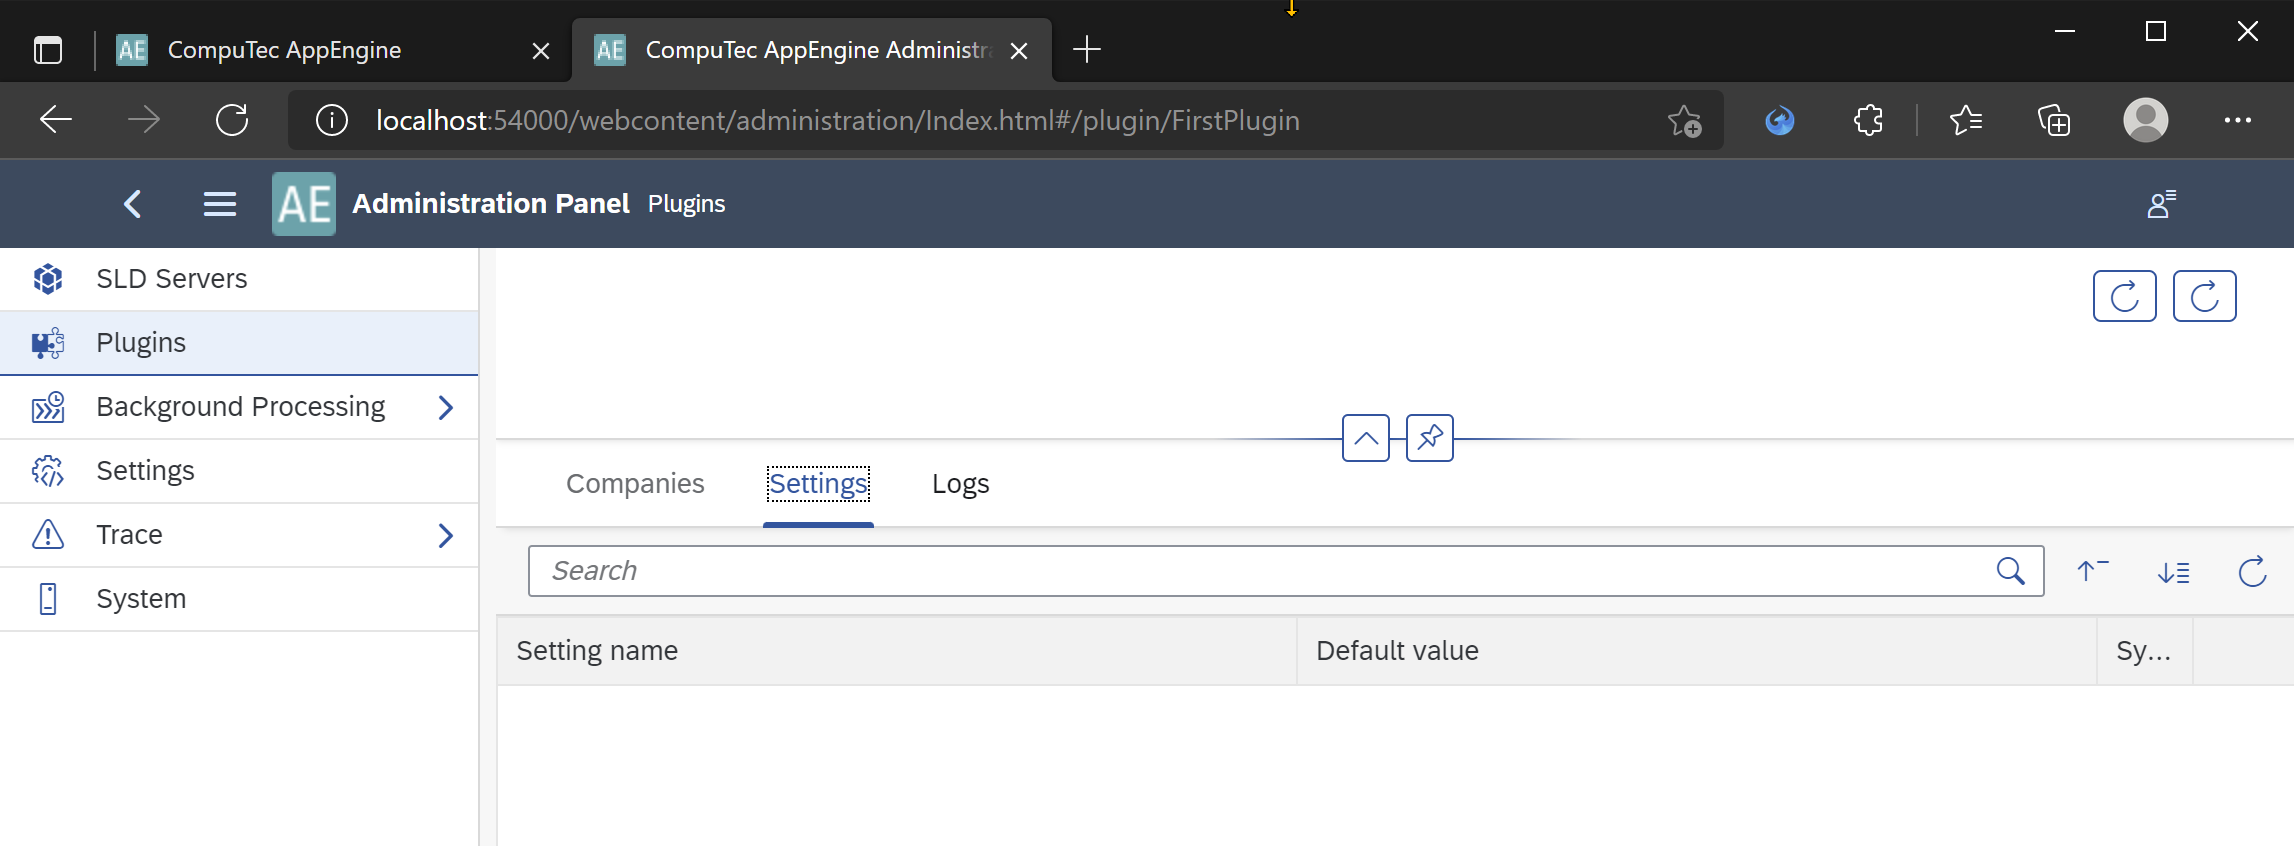 AE CompuTec AppEngine
AE CompuTec AppEngine Administra
localhost:54000/webcontent/administration/Index.html#/plugin/FirstPlugin
AE Administration Panel Plugins
SLD Servers
Plugins
Background Processing
Settings
Trace
System
Companies Settings Logs
Search
Setting name Default value Sy...